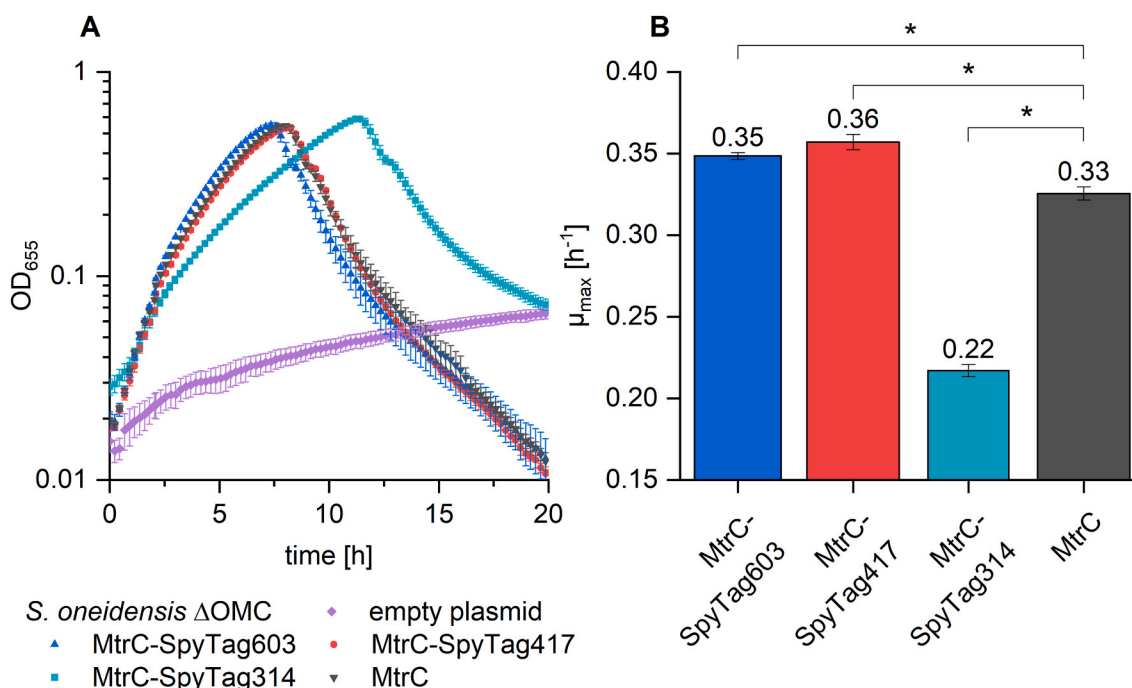 A
B
1
0.1
0.01
OD655
0
5
10
15
20
time [h]
S. oneidensis ΔOMC
empty plasmid
MtrC-SpyTag603
MtrC-SpyTag417
MtrC-SpyTag314
MtrC
*
*
*
0.40
0.35
0.30
0.25
0.20
0.15
μmax [h⁻¹]
0.35
0.36
0.22
0.33
MtrC-
SpyTag603
MtrC-
SpyTag417
MtrC-
SpyTag314
MtrC